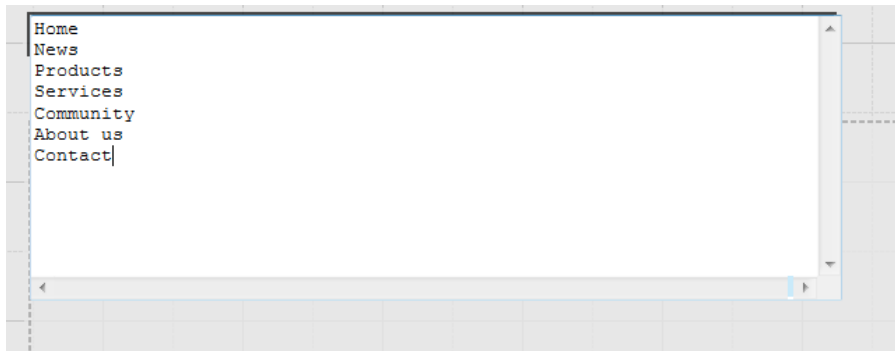 Home
News
Products
Services
Community
About us
Contact